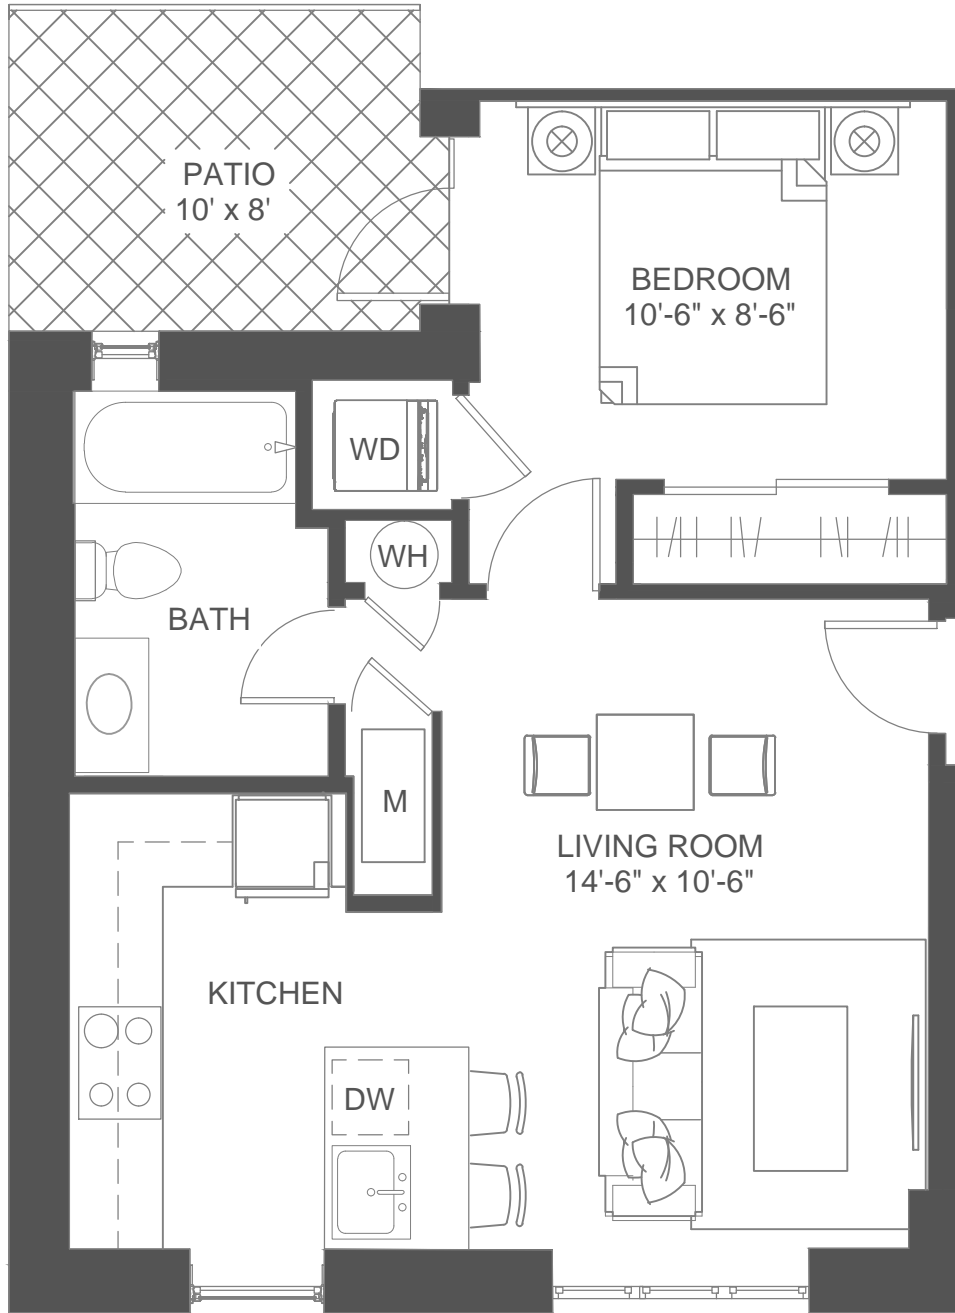 PATIO
10' x 8'
BEDROOM
10'-6" x 8'-6"
WD
WH
BATH
M
LIVING ROOM
14'-6" x 10'-6"
KITCHEN
DW